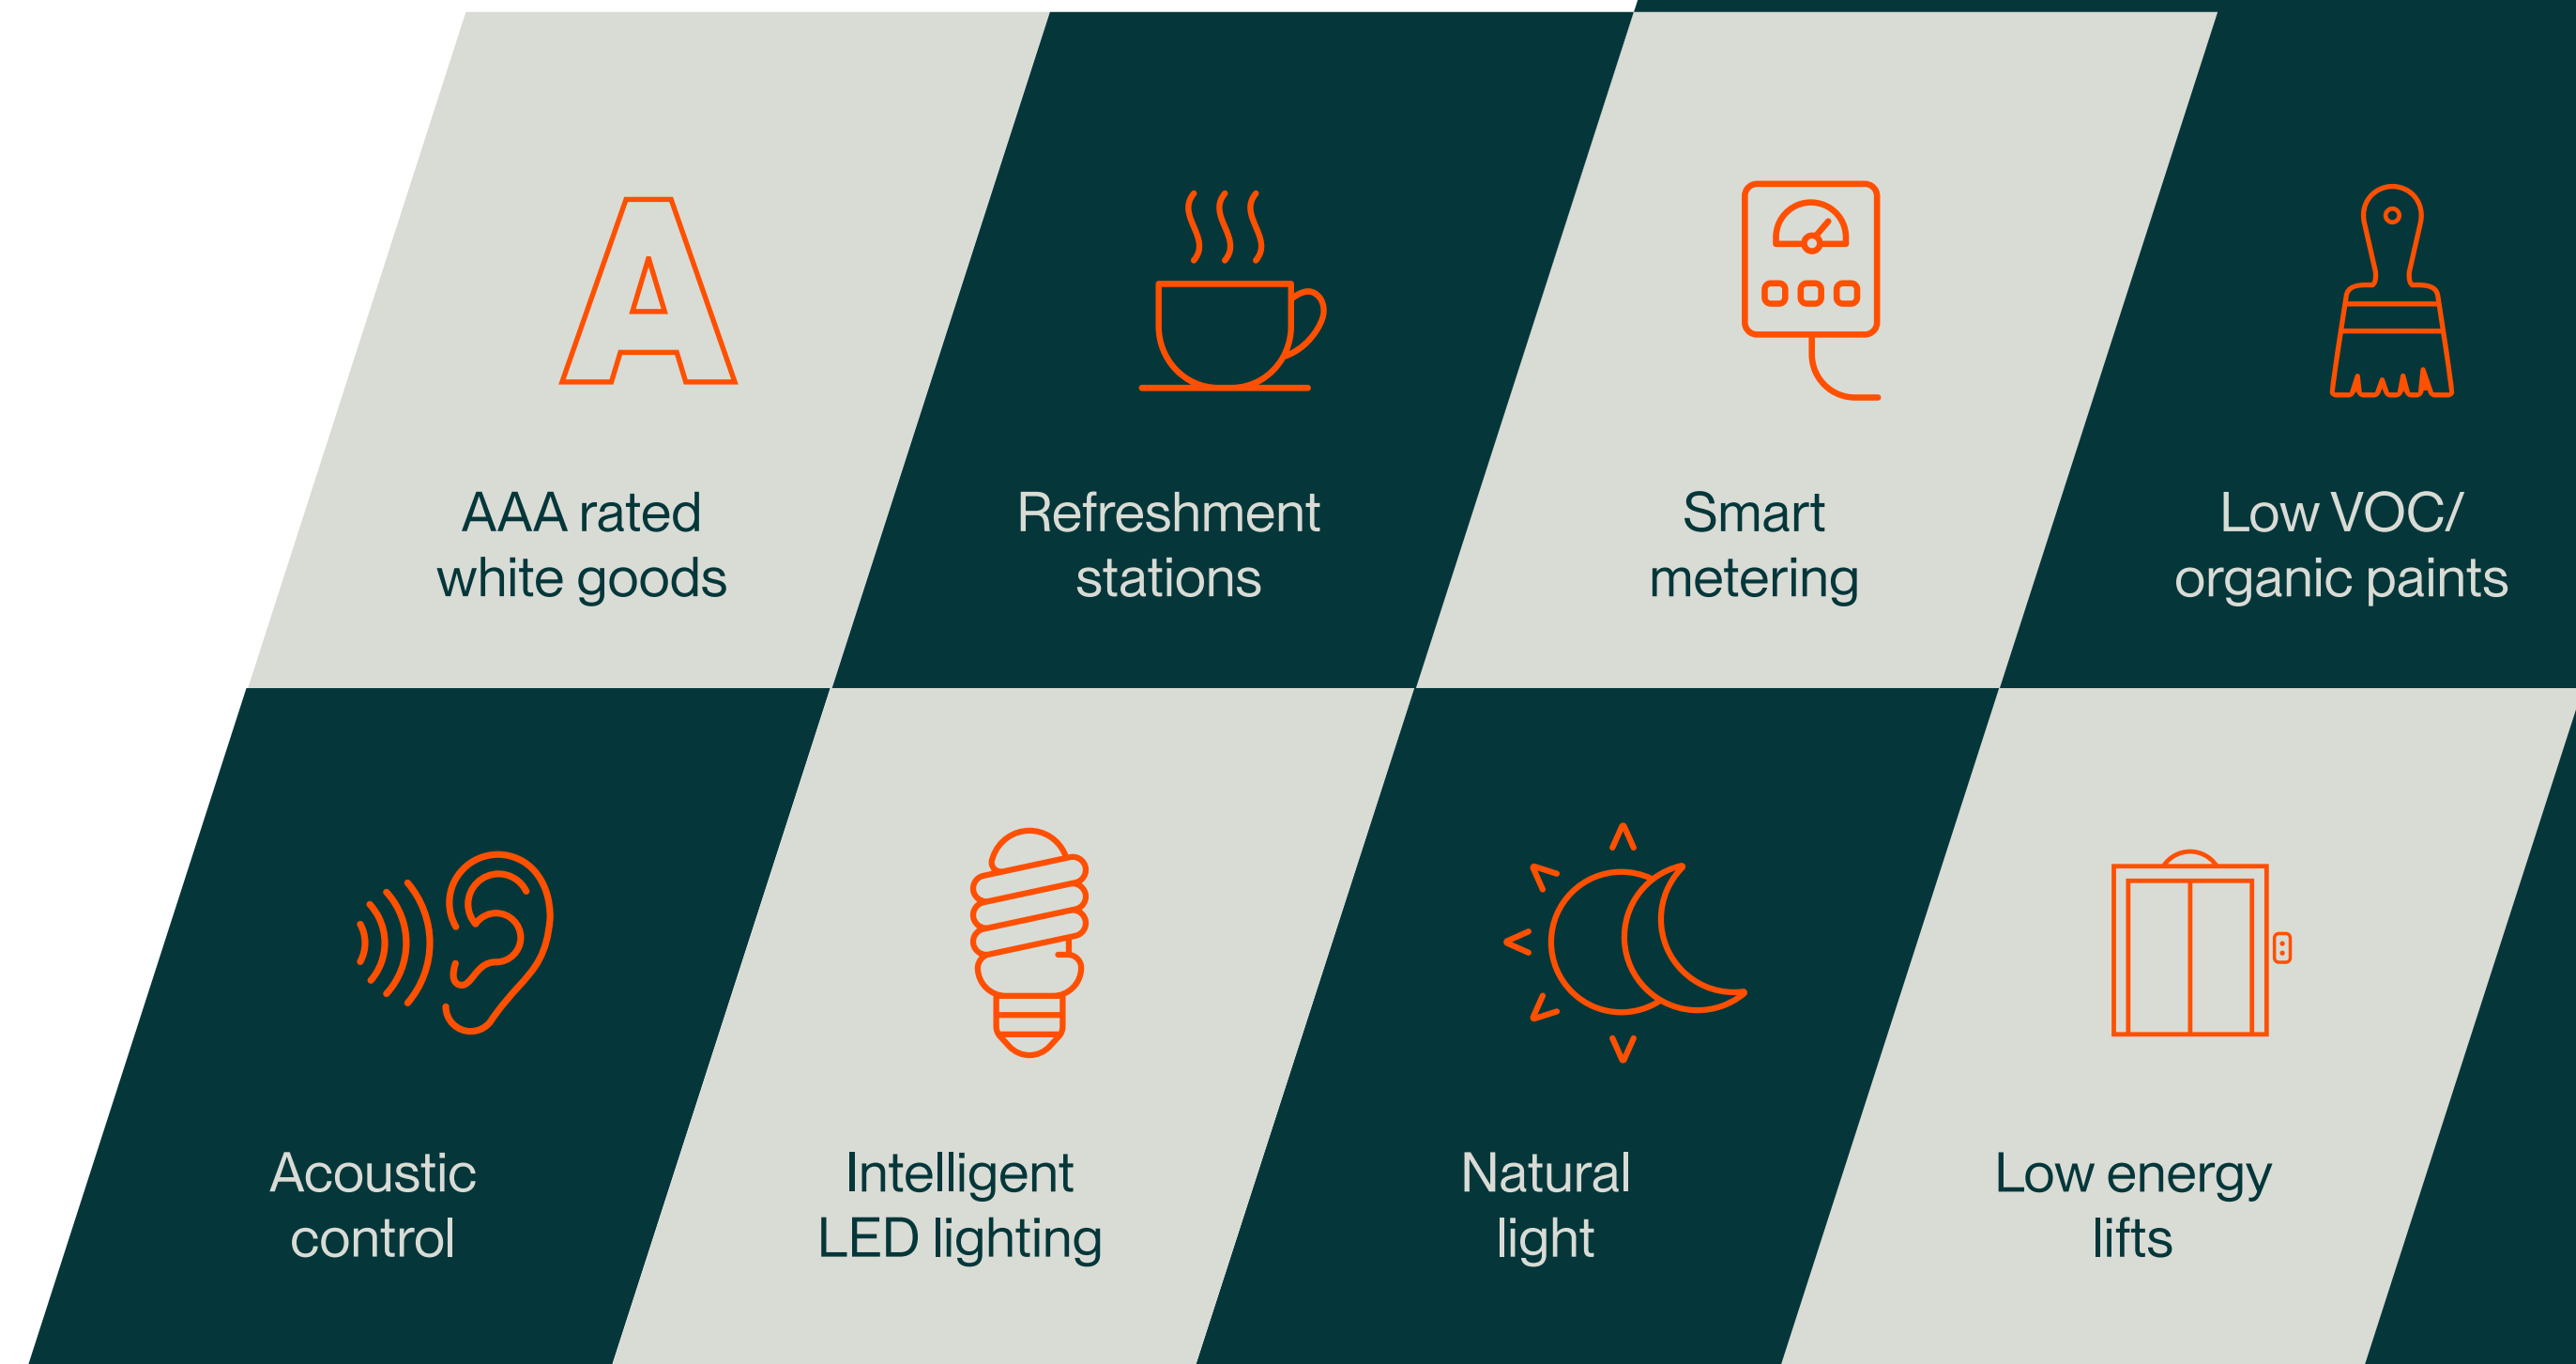 A
AAA rated
white goods
Refreshment
stations
Smart
metering
Low VOC/
organic paints
Acoustic
control
Intelligent
LED lighting
Natural
light
Low energy
lifts